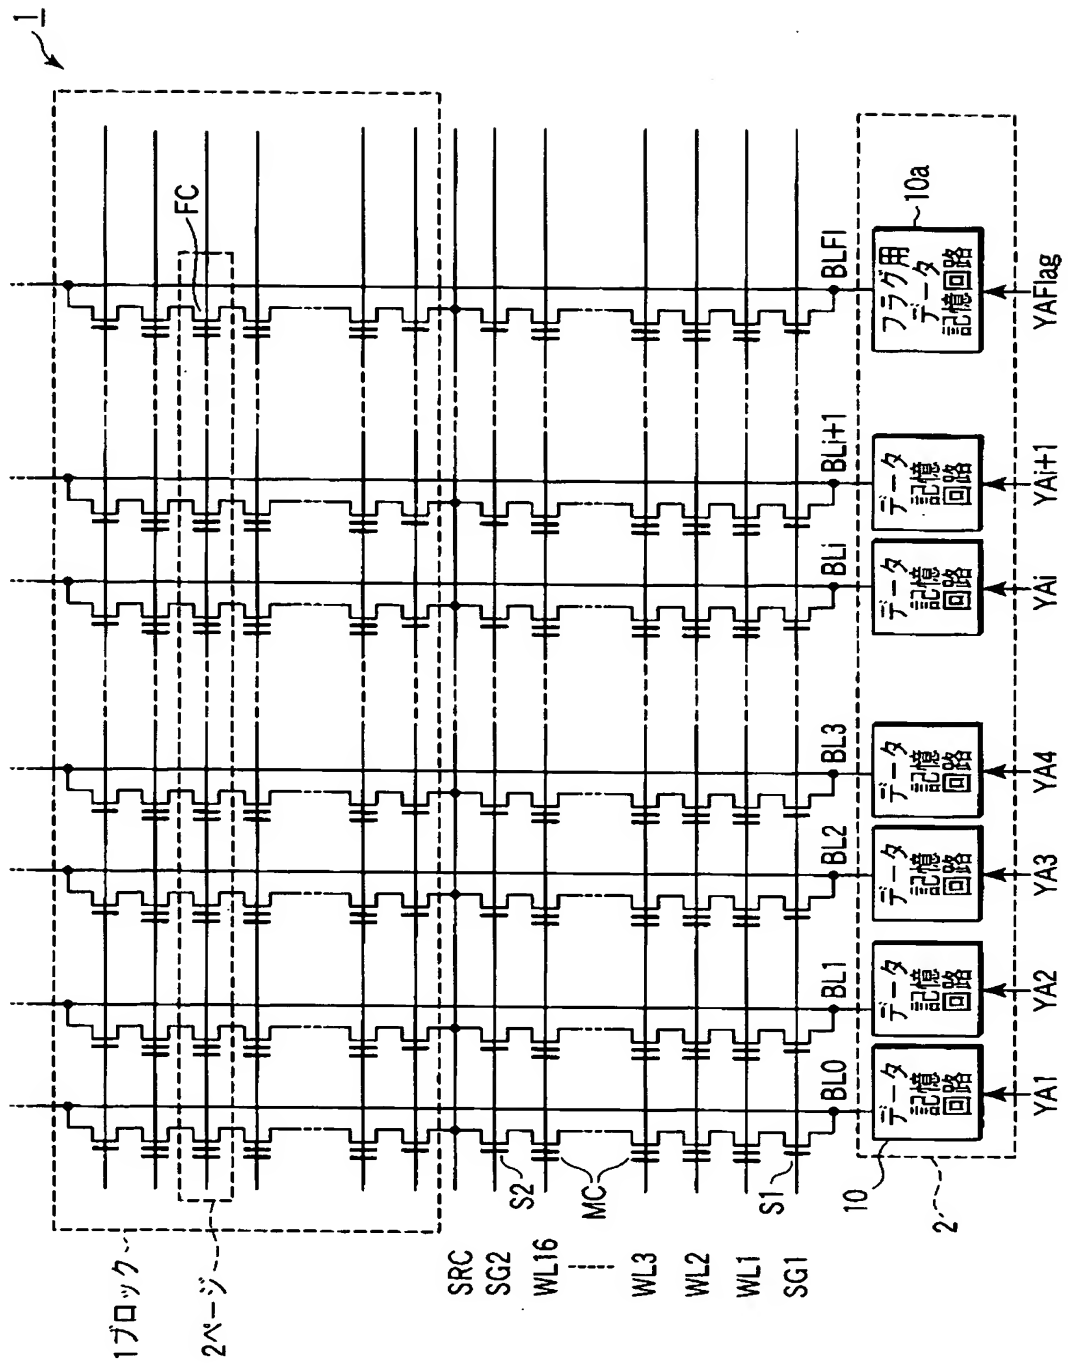 1
1ブロック
2ページ
FC
SRC
SG2
WL16
WL3
WL2
WL1
SG1
S2
MC
S1
BL0
BL1
BL2
BL3
BLi
BLi+1
BLFl
10
2
データ
記憶
回路
データ
記憶
回路
データ
記憶
回路
データ
記憶
回路
データ
記憶
回路
データ
記憶
回路
フラグ用
データ
記憶回路
10a
YA1
YA2
YA3
YA4
YAi
YAi+1
YAFlag